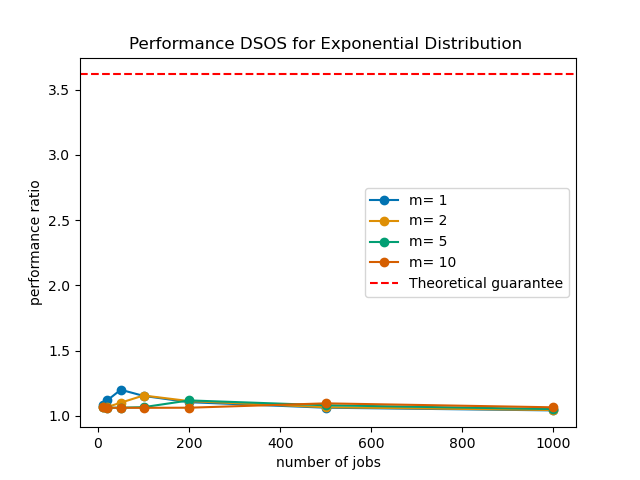 Performance DSOS for Exponential Distribution
performance ratio
3.5
3.0
2.5
2.0
1.5
1.0
m= 1
m= 2
m= 5
m= 10
Theoretical guarantee
0 200 400 600 800 1000
number of jobs